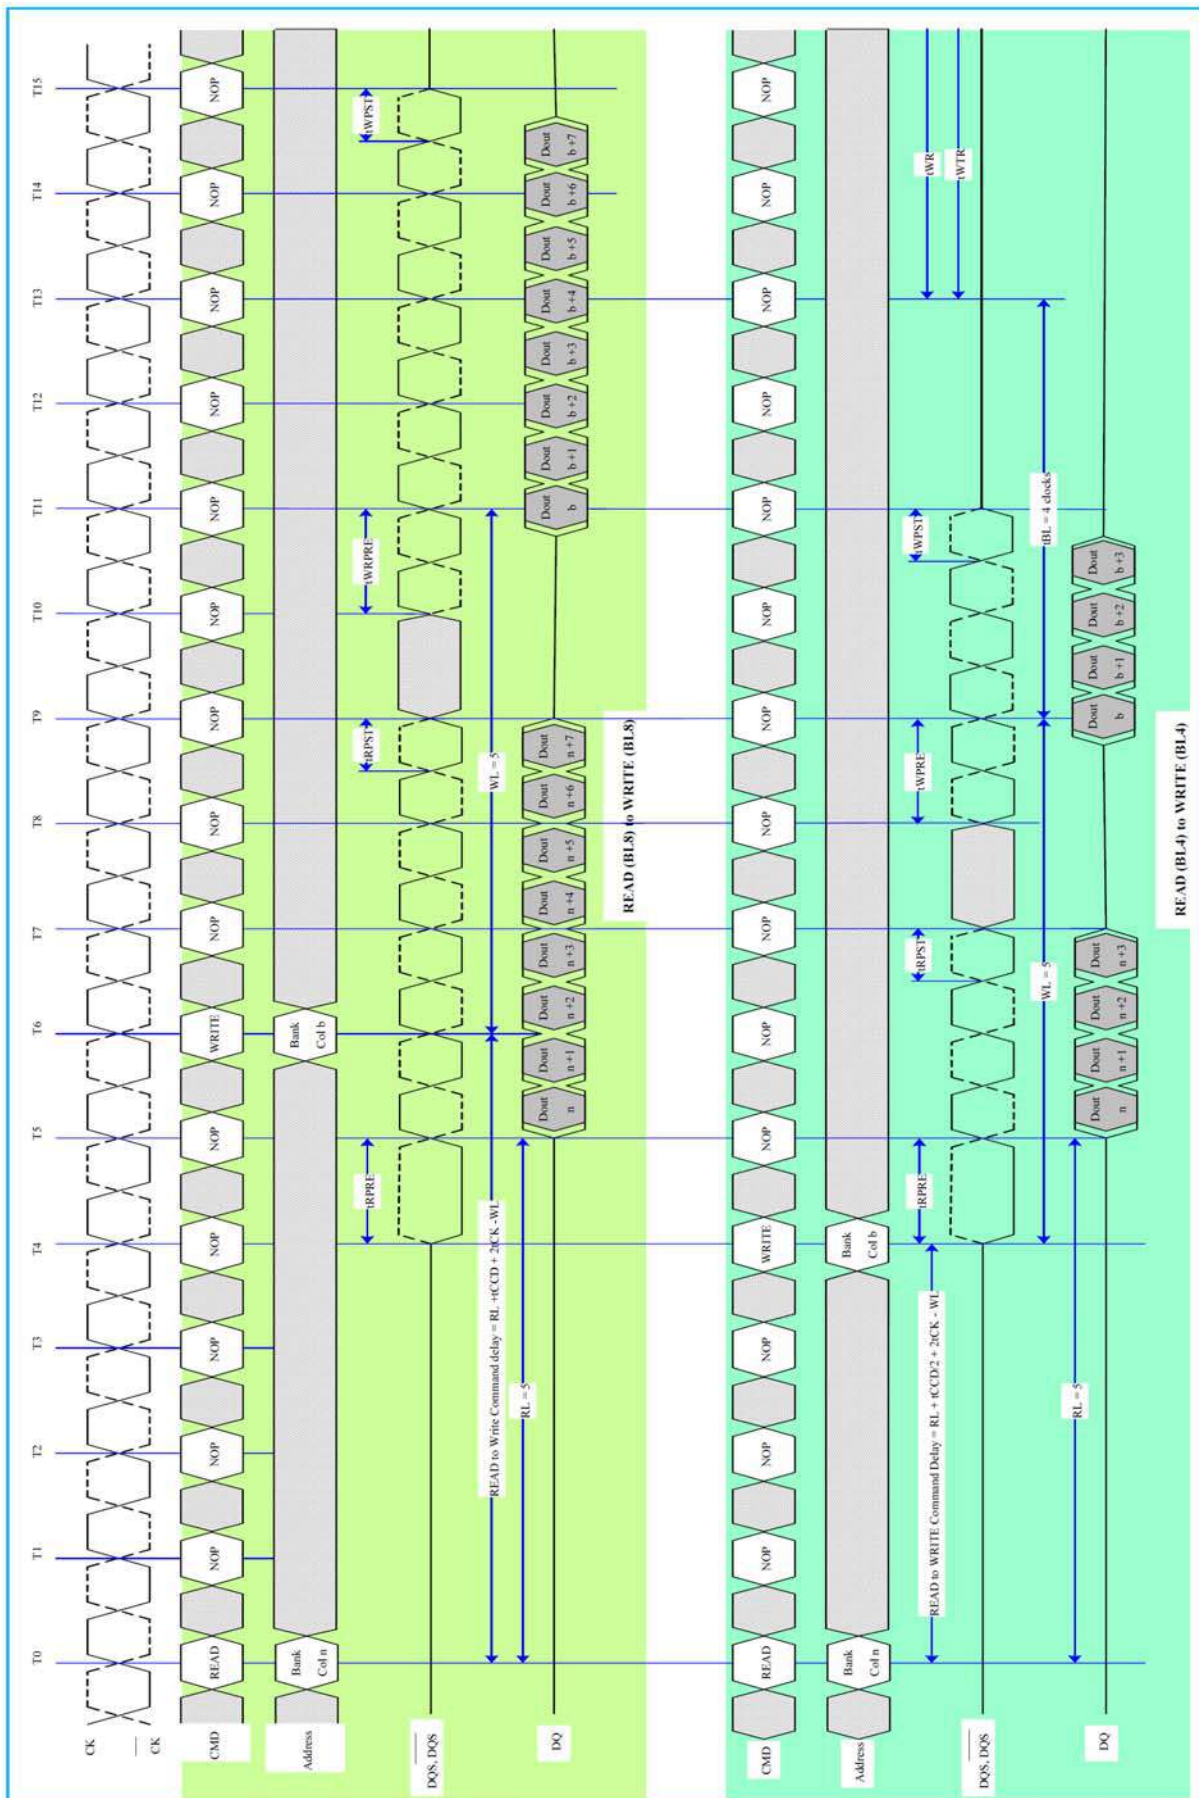 T0 T1 T2 T3 T4 T5 T6 T7 T8 T9 T10 T11 T12 T13 T14 T15
CK
CK
CMD READ NOP NOP NOP NOP NOP WRITE NOP NOP NOP NOP NOP NOP NOP NOP NOP
Bank Bank
Address Col n Col b
tRPRE tRPST tWRPRE tWPST
DQS, DQS
READ to Write Command delay = RL +tCCD + 2tCK -WL WL = 5
RL = 5
Dout Dout Dout Dout Dout Dout Dout Dout Dout Dout Dout Dout Dout Dout Dout Dout
DQ n n+1 n+2 n+3 n+4 n+5 n+6 n+7 b b+1 b+2 b+3 b+4 b+5 b+6 b+7
READ (BL8) to WRITE (BL8)
CMD READ NOP NOP NOP WRITE NOP NOP NOP NOP NOP NOP NOP NOP NOP NOP NOP
Bank Bank
Address Col n Col b
tRPRE tRPST tWPRE tWPST tWR
READ to WRITE Command Delay = RL + tCCD/2 + 2tCK - WL
tWTR
DQS, DQS
WL = 5 tBL = 4 clocks
RL = 5
Dout Dout Dout Dout Dout Dout Dout Dout
DQ n n+1 n+2 n+3 b b+1 b+2 b+3
READ (BL4) to WRITE (BL4)